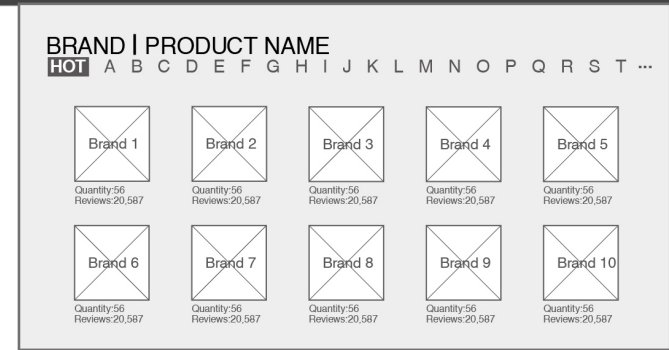 BRAND | PRODUCT NAME
HOT A B C D E F G H I J K L M N O P Q R S T ...
Brand 1 Brand 2 Brand 3 Brand 4 Brand 5
Quantity:56 Quantity:56 Quantity:56 Quantity:56 Quantity:56
Reviews:20,587 Reviews:20,587 Reviews:20,587 Reviews:20,587 Reviews:20,587
Brand 6 Brand 7 Brand 8 Brand 9 Brand 10
Quantity:56 Quantity:56 Quantity:56 Quantity:56 Quantity:56
Reviews:20,587 Reviews:20,587 Reviews:20,587 Reviews:20,587 Reviews:20,587